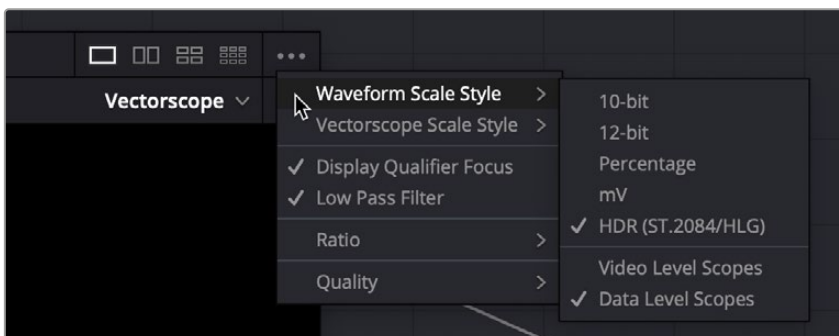 Vectorscope
Waveform Scale Style
Vectorscope Scale Style
Display Qualifier Focus
Low Pass Filter
Ratio
Quality
10-bit
12-bit
Percentage
mV
HDR (ST.2084/HLG)
Video Level Scopes
Data Level Scopes